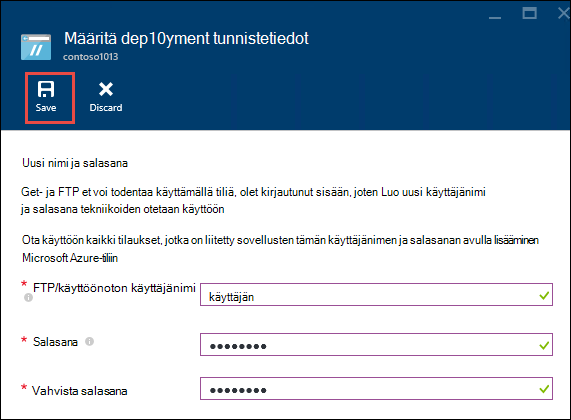 Määritä dep10yment tunnistetiedot
contoso1013
Save Discard
Uusi nimi ja salasana
Get- ja FTP et voi todentaa käyttämällä tiliä, olet kirjautunut sisään, joten Luo uusi käyttäjänimi
ja salasana tekniikoiden otetaan käyttöön
Ota käyttöön kaikki tilaukset, jotka on liitetty sovellusten tämän käyttäjänimen ja salasanan avulla lisääminen
Microsoft Azure-tiliin
* FTP/käyttöönoton käyttäjänimi
käyttäjän
* Salasana ••••••••
* Vahvista salasana ••••••••